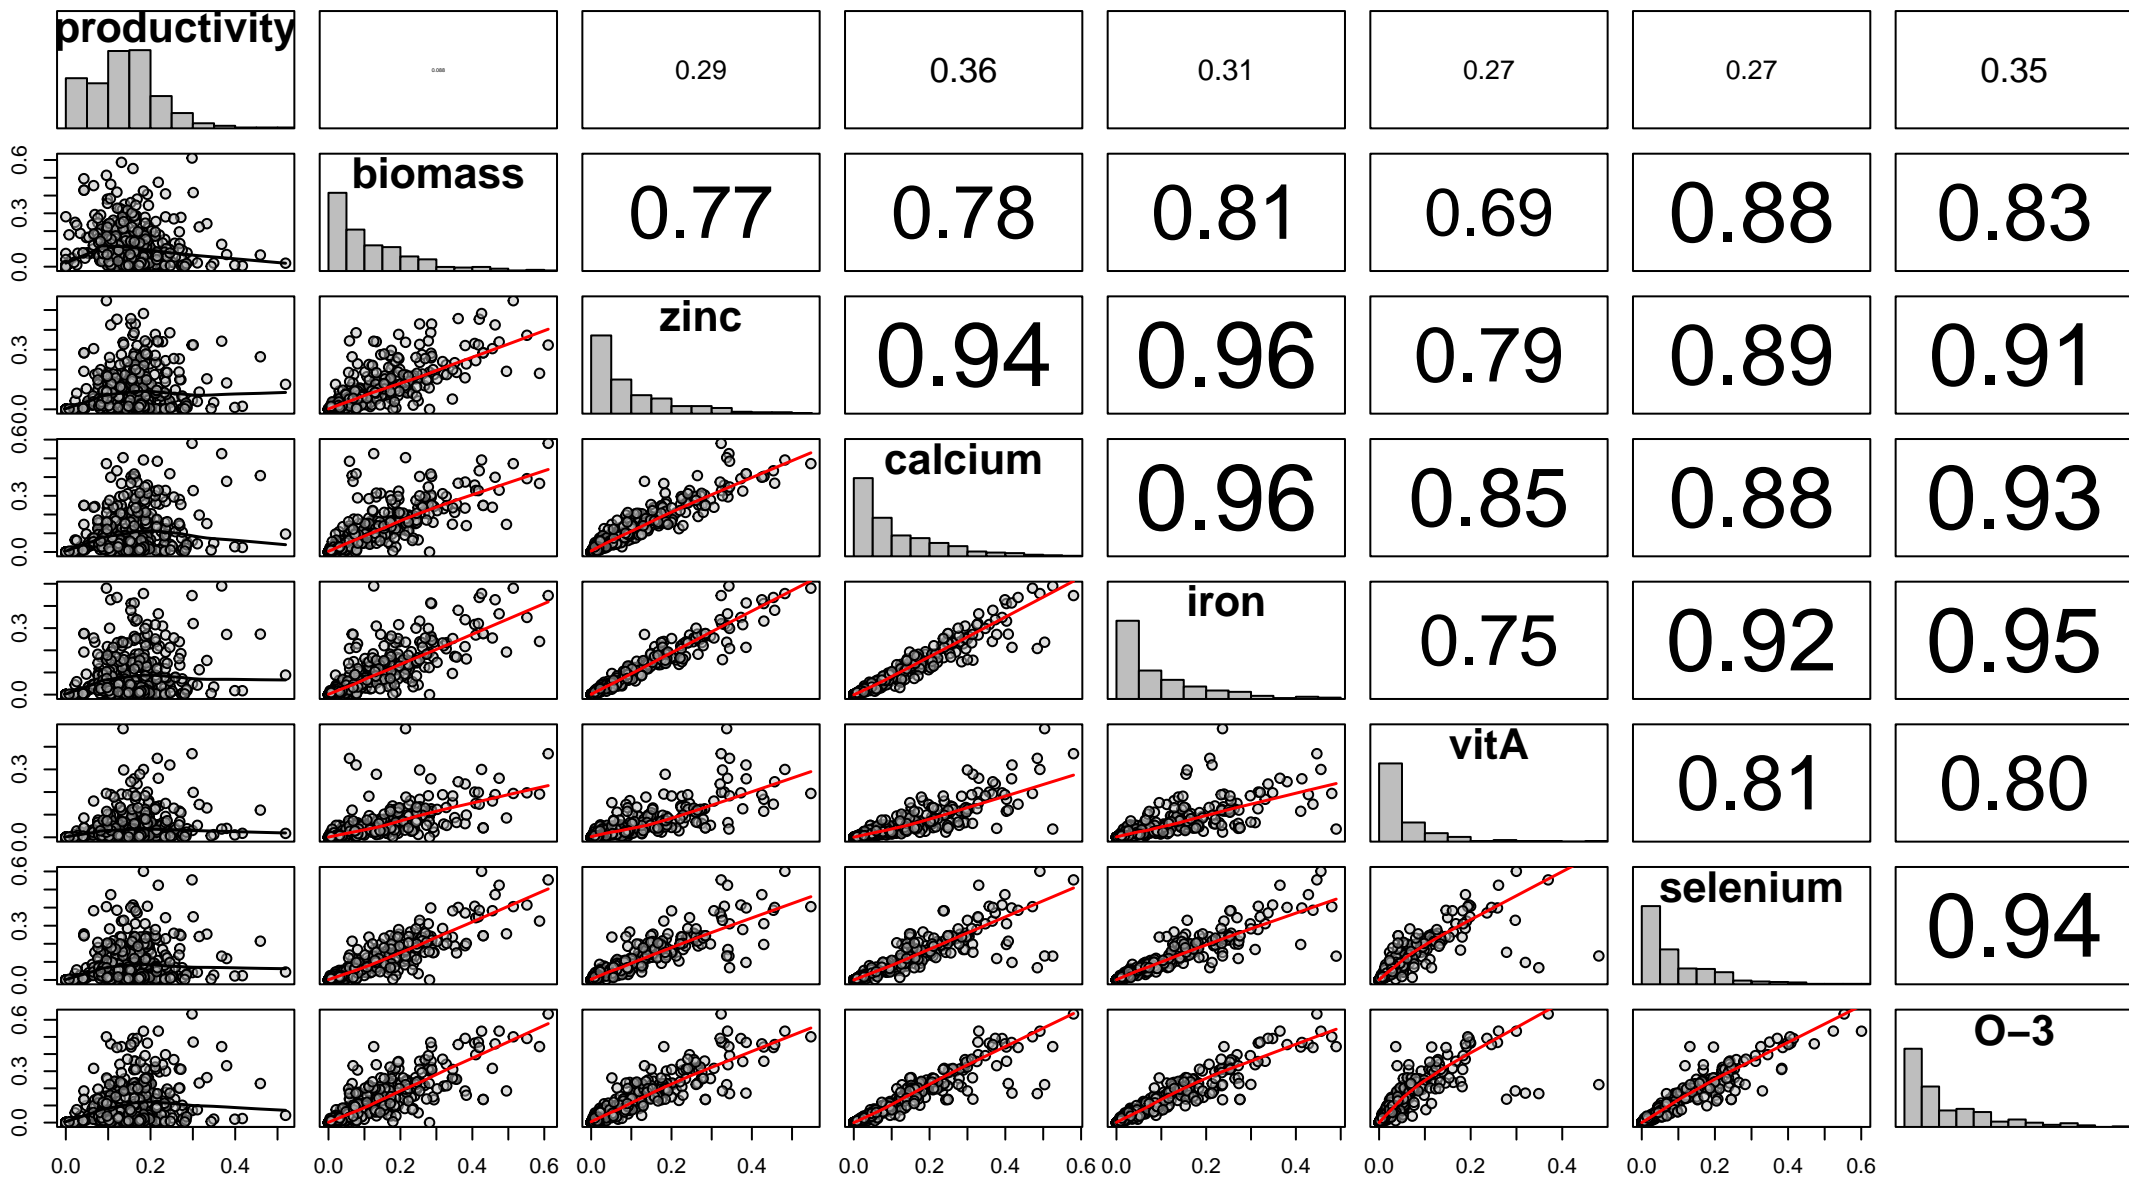 productivity 0.088 0.29 0.36 0.31 0.27 0.27 0.35
0.0 0.3 0.6 biomass 0.77 0.78 0.81 0.69 0.88 0.83
0.0 0.3 zinc 0.94 0.96 0.79 0.89 0.91
0.0 0.3 0.6 calcium 0.96 0.85 0.88 0.93
0.0 0.3 iron 0.75 0.92 0.95
0.0 0.3 vitA 0.81 0.80
0.0 0.3 0.6 selenium 0.94
0.0 0.3 0.6 O−3
0.0 0.2 0.4 0.0 0.2 0.4 0.6 0.0 0.2 0.4 0.0 0.2 0.4 0.6 0.0 0.2 0.4 0.0 0.2 0.4 0.0 0.2 0.4 0.6